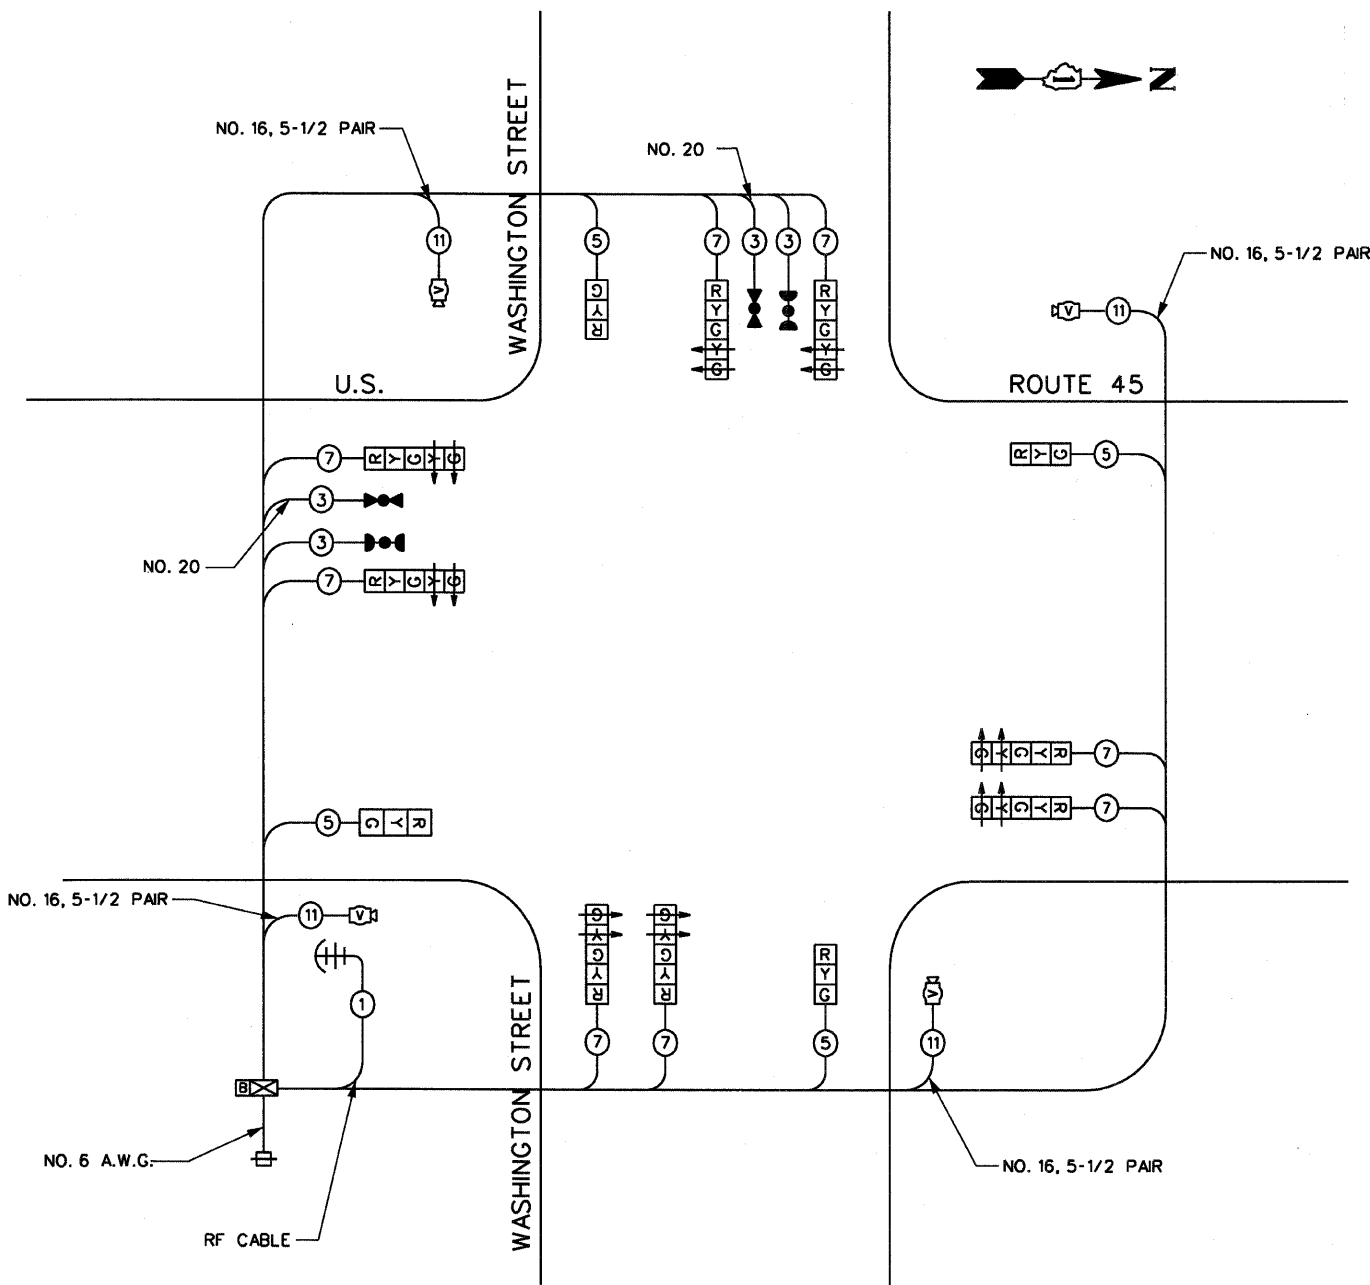 1 N
WASHINGTON STREET
NO. 16, 5-1/2 PAIR
NO. 20
11
5
7
3
3
7
V
R Y G
R Y G Y G
R Y G Y G
NO. 16, 5-1/2 PAIR
V 11
U.S.
ROUTE 45
7 R Y G Y G
R Y G 5
3
NO. 20
3
7 R Y G Y G
G Y G Y R 7
G Y G Y R 7
5 G Y R
NO. 16, 5-1/2 PAIR
11 V
G Y G Y R
G Y G Y R
R Y G
V
1
7
7
5
11
WASHINGTON STREET
B
NO. 6 A.W.G.
NO. 16, 5-1/2 PAIR
RF CABLE